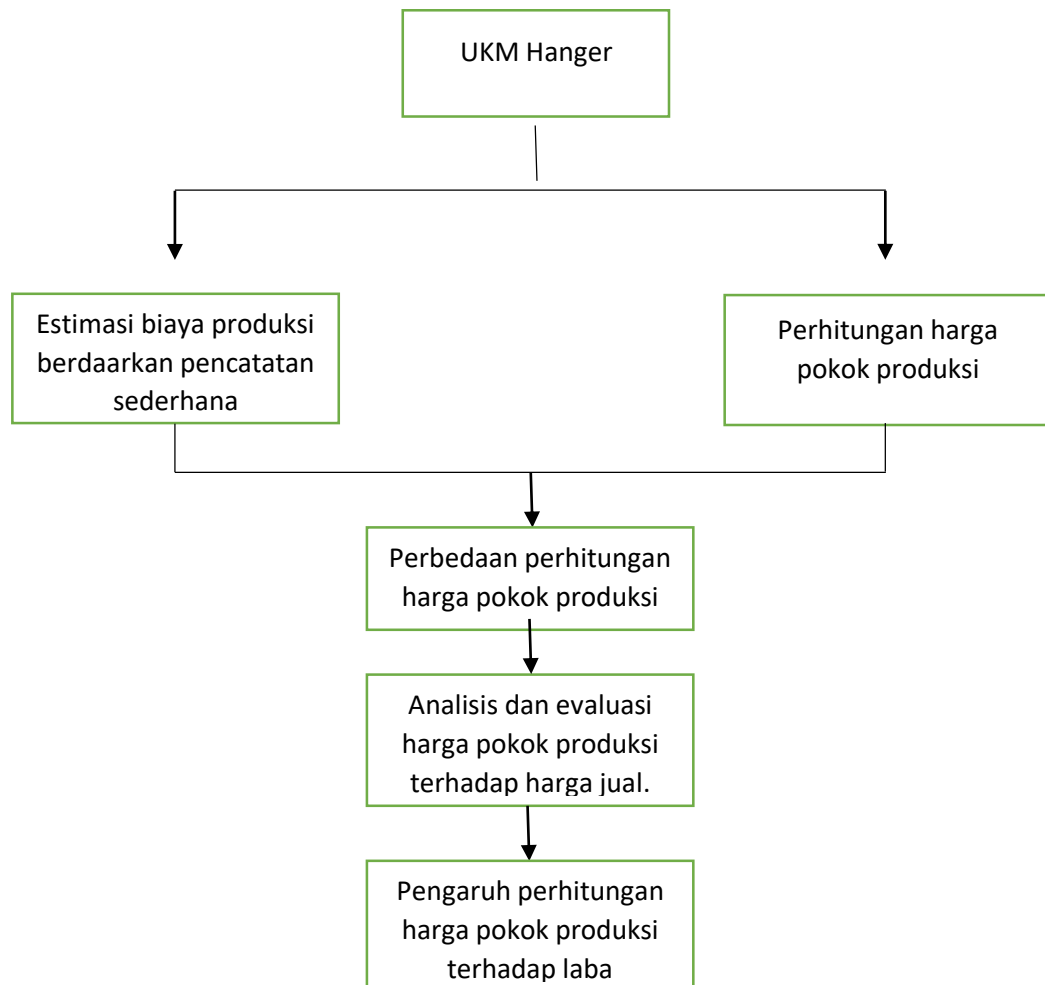 UKM Hanger
Estimasi biaya produksi
berdaarkan pencatatan
sederhana
Perhitungan harga
pokok produksi
Perbedaan perhitungan
harga pokok produksi
Analisis dan evaluasi
harga pokok produksi
terhadap harga jual.
Pengaruh perhitungan
harga pokok produksi
terhadap laba